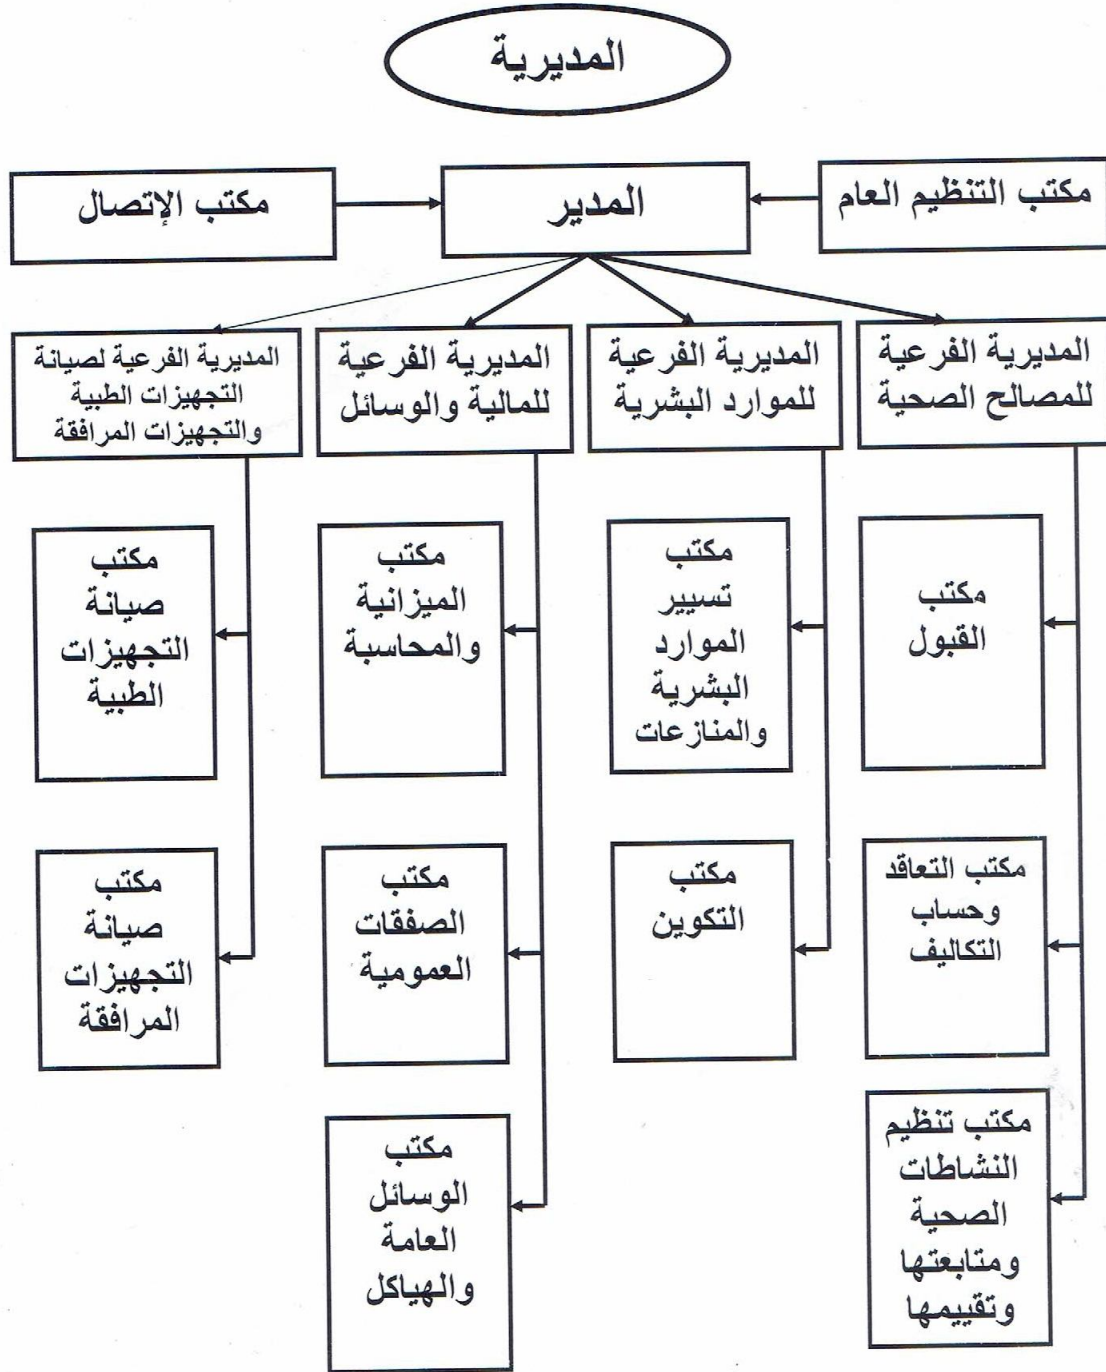 المديرية
مكتب التنظيم العام
المدير
مكتب الإتصال
المديرية الفرعية
للمصالح الصحية
المديرية الفرعية
للموارد البشرية
المديرية الفرعية
للمالية والوسائل
المديرية الفرعية لصيانة
التجهيزات الطبية
والتجهيزات المرافقة
مكتب
القبول
مكتب
تسيير
الموارد
البشرية
والمنازعات
مكتب
الميزانية
والمحاسبة
مكتب
صيانة
التجهيزات
الطبية
مكتب التعاقد
وحساب
التكاليف
مكتب
التكوين
مكتب
الصفقات
العمومية
مكتب
صيانة
التجهيزات
المرافقة
مكتب تنظيم
النشاطات
الصحية
ومتابعتها
وتقييمها
مكتب
الوسائل
العامة
والهياكل